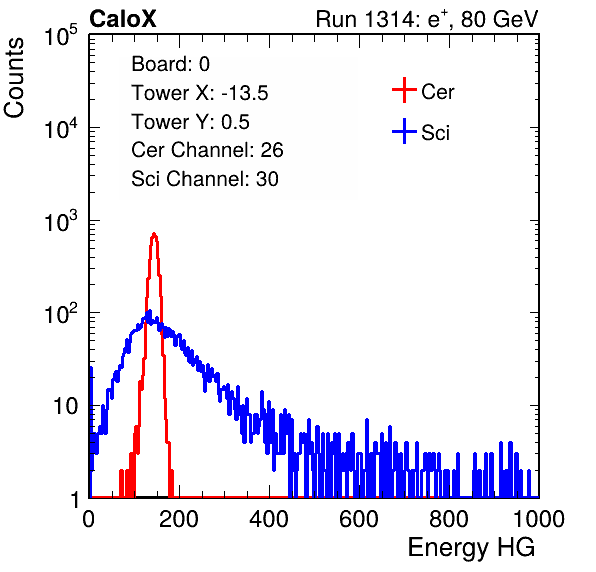 CaloX Run 1314: e⁺, 80 GeV
Counts
Board: 0
Tower X: -13.5
Tower Y: 0.5
Cer Channel: 26
Sci Channel: 30
Cer
Sci
10⁵
10⁴
10³
10²
10
1
0 200 400 600 800 1000
Energy HG